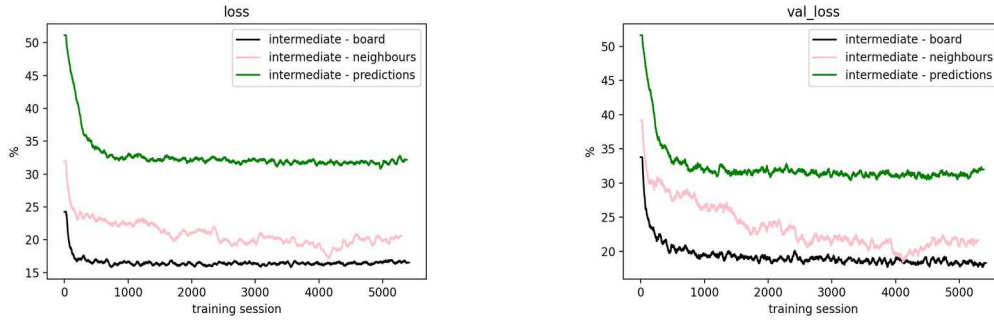 loss
50
45
40
35
30
25
20
15
%
0
1000
2000
3000
4000
5000
training session
intermediate - board
intermediate - neighbours
intermediate - predictions
val_loss
50
45
40
35
30
25
20
%
0
1000
2000
3000
4000
5000
training session
intermediate - board
intermediate - neighbours
intermediate - predictions